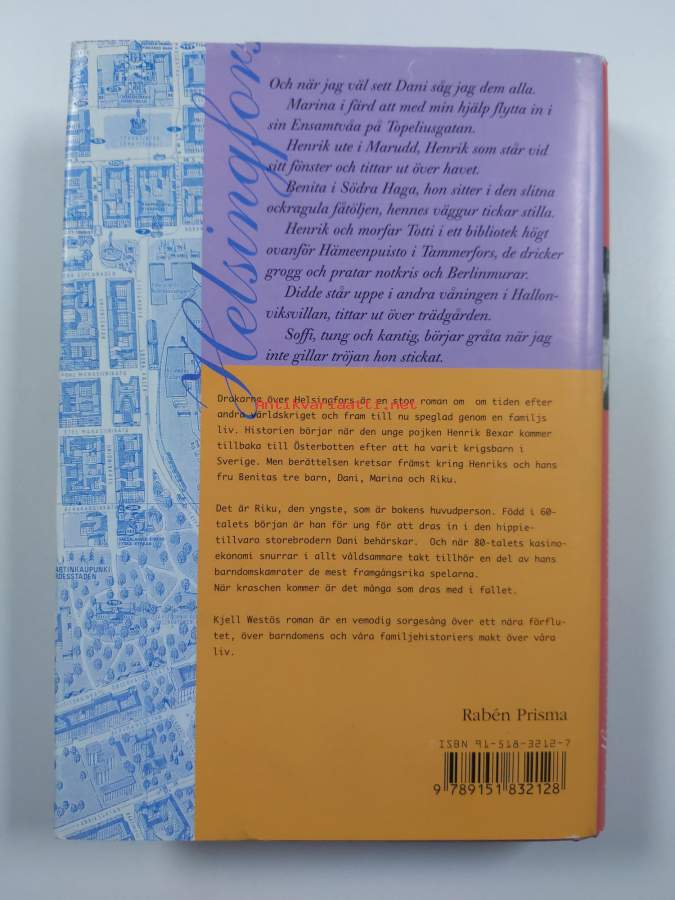 Helsingfors
Och när jag väl sett Dani såg jag dem alla.
Marina i färd att med min hjälp flytta in i
sin Ensamtvåa på Topeliusgatan.
Henrik ute i Marudd, Henrik som står vid
sitt fönster och tittar ut över havet.
Benita i Södra Haga, hon sitter i den slitna
ockragula fåtöljen, hennes väggur tickar stilla.
Henrik och morfar Totti i ett bibliotek högt
ovanför Hämeenpuisto i Tammerfors, de dricker
grogg och pratar notkris och Berlinmurar.
Didde står uppe i andra våningen i Hallon-
viksvillan, tittar ut över trädgården.
Soffi, tung och kantig, börjar gråta när jag
inte gillar tröjan hon stickat.
Drakarna över Helsingfors är en stor roman om  om tiden efter
andra världskriget och fram till nu speglad genom en familjs
liv. Historien börjar när den unge pojken Henrik Bexar kommer
tillbaka till Österbotten efter att ha varit krigsbarn i
Sverige. Men berättelsen kretsar främst kring Henriks och hans
fru Benitas tre barn, Dani, Marina och Riku.
Det är Riku, den yngste, som är bokens huvudperson. Född i 60-
talets början är han för ung för att dras in i den hippie-
tillvaro storebrodern Dani behärskar.  Och när 80-talets kasino-
ekonomi snurrar i allt våldsammare takt tillhör en del av hans
barndomskamrater de mest framgångsrika spelarna.
När kraschen kommer är det många som dras med i fallet.
Kjell Westös roman är en vemodig sorgesång över ett nära förflu-
tet, över barndomens och våra familjehistoriers makt över våra
liv.
Antikvariaatti.net
Rabén Prisma
ISBN 91-518-3212-7
9 789151 832128